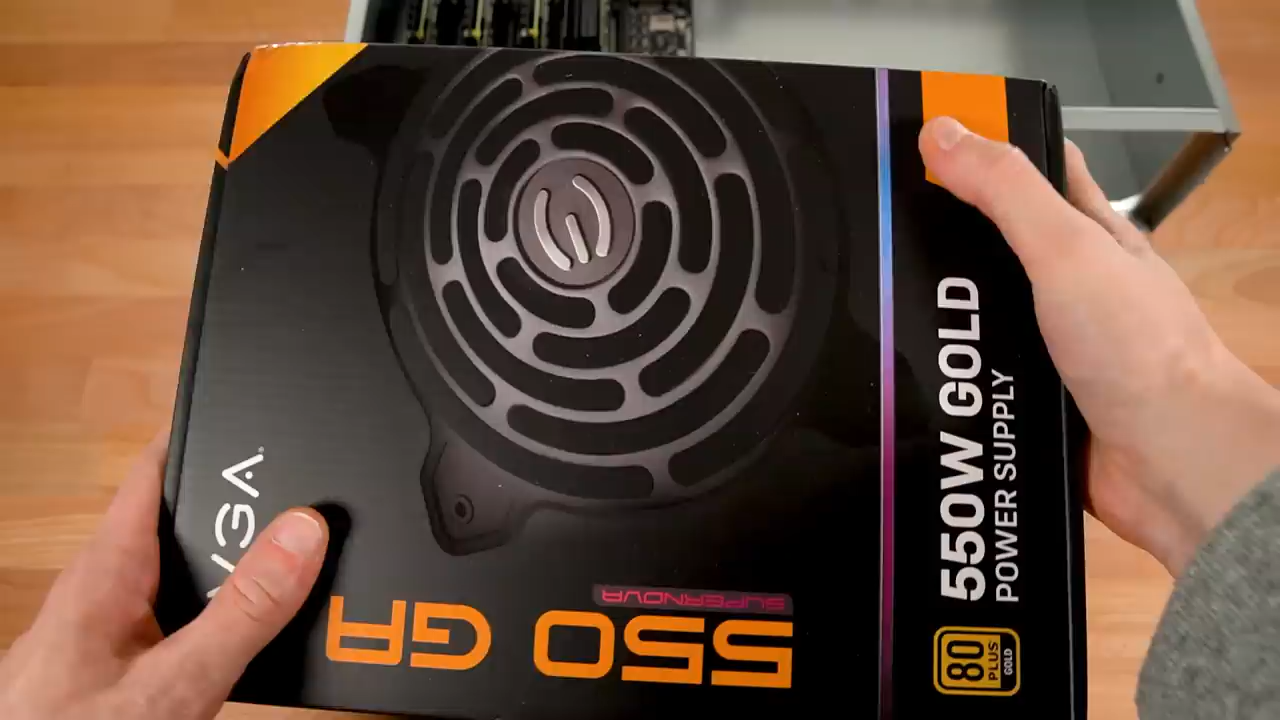 SUPERNOVA
550 GA
550W GOLD
POWER SUPPLY
80
PLUS
GOLD